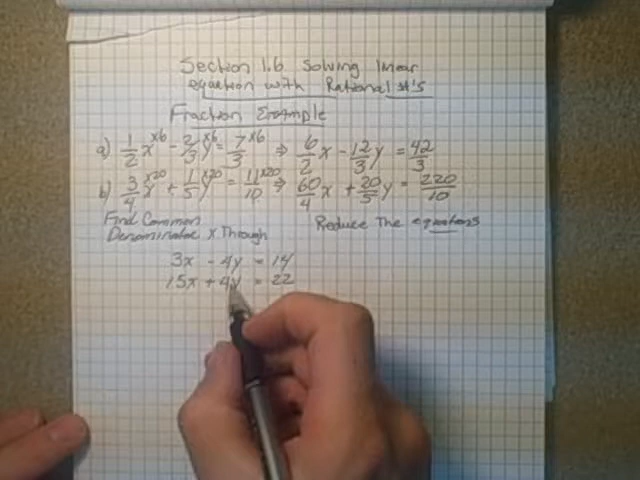 Section 1.6 Solving linear
equation with Rational #'s
Fraction Example
a) 1/2 x ×6 - 2/3 y ×6 = 7/3 ×6 ⇒ 6/2 x - 12/3 y = 42/3
b) 3/4 x ×20 + 1/5 y ×20 = 11/10 ×20 ⇒ 60/4 x + 20/5 y = 220/10
Find Common
Denominator x Through
Reduce The equations
3x - 4y = 14
15x + 4y = 22